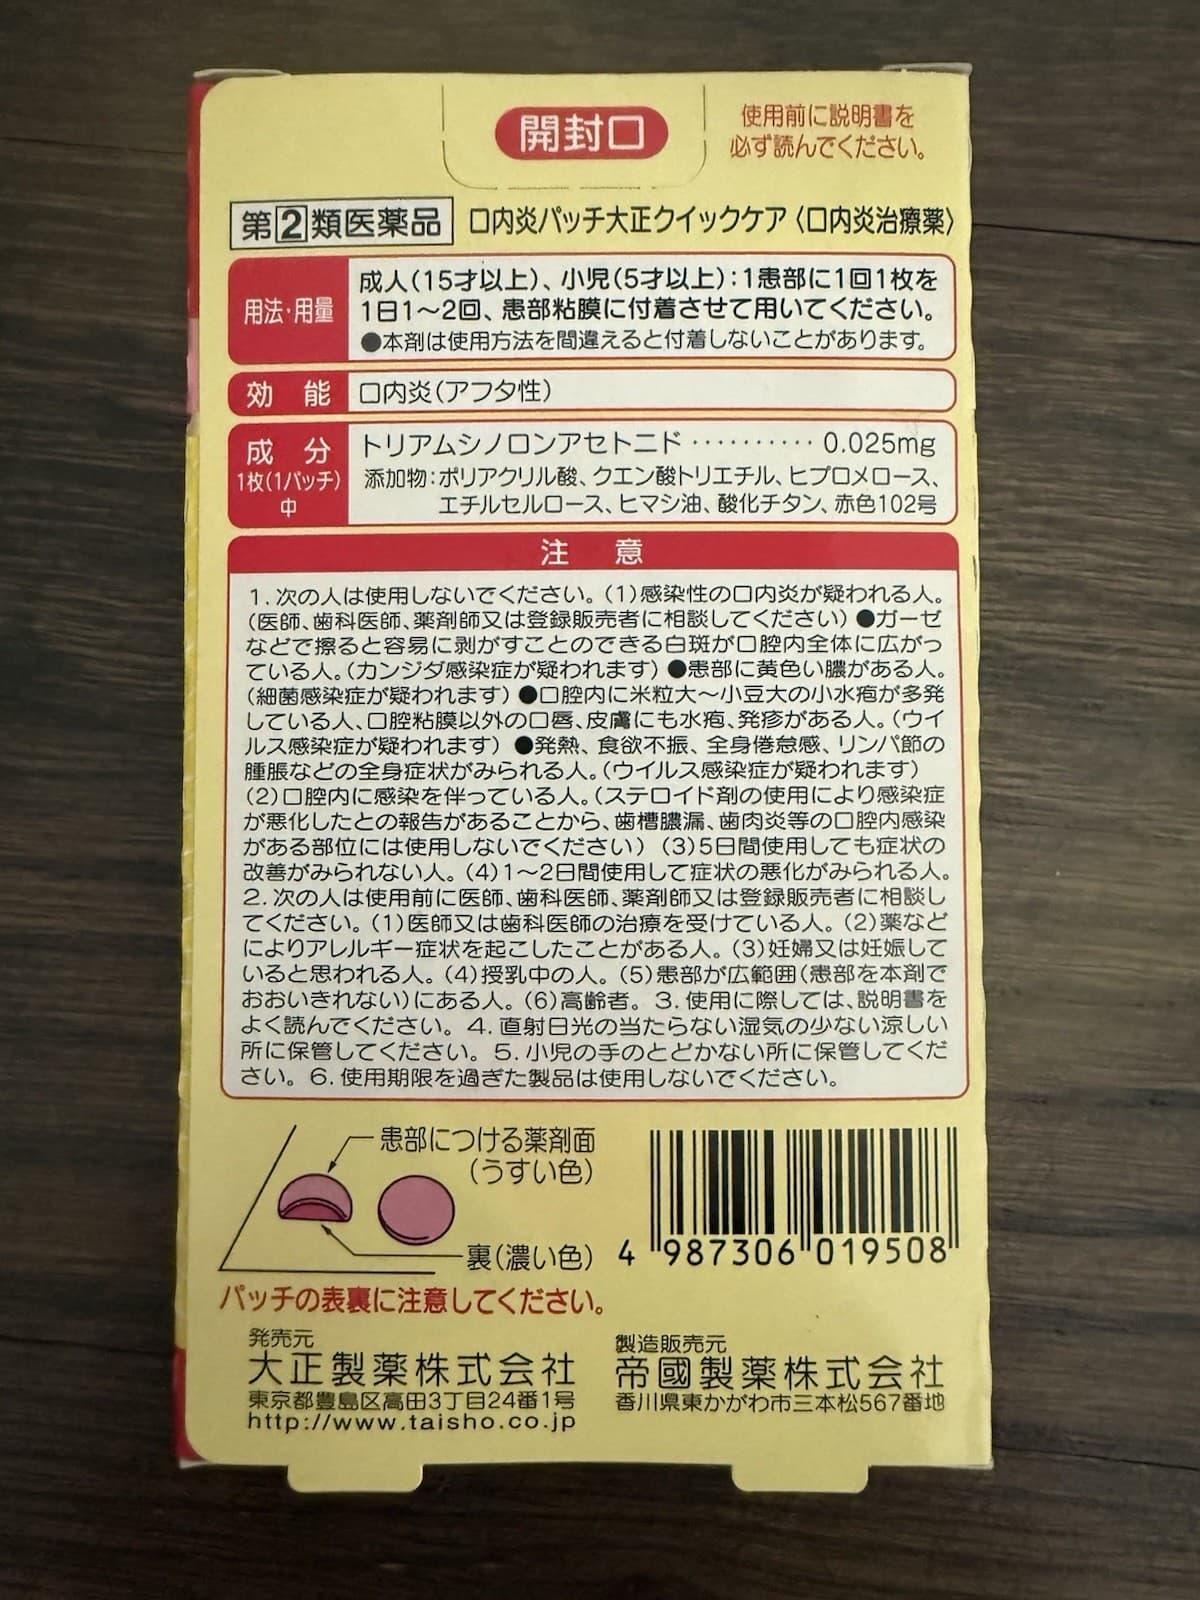 開封口
使用前に説明書を
必ず読んでください。
第②類医薬品 口内炎パッチ大正クイックケア〈口内炎治療薬〉
用法・用量
成人(15才以上)、小児(5才以上):1患部に1回1枚を
1日1〜2回、患部粘膜に付着させて用いてください。
●本剤は使用方法を間違えると付着しないことがあります。
効能 口内炎(アフタ性)
成分
1枚(1パッチ)
中
トリアムシノロンアセトニド ・・・・・・・・・・ 0.025mg
添加物:ポリアクリル酸、クエン酸トリエチル、ヒプロメロース、
エチルセルロース、ヒマシ油、酸化チタン、赤色102号
注意
1. 次の人は使用しないでください。(1)感染性の口内炎が疑われる人。
(医師、歯科医師、薬剤師又は登録販売者に相談してください)●ガーゼ
などで擦ると容易に剥がすことのできる白斑が口腔内全体に広がっ
ている人。(カンジダ感染症が疑われます)●患部に黄色い膿がある人。
(細菌感染症が疑われます)●口腔内に米粒大〜小豆大の小水疱が多発
している人、口腔粘膜以外の口唇、皮膚にも水疱、発疹がある人。(ウイ
ルス感染症が疑われます)●発熱、食欲不振、全身倦怠感、リンパ節の
腫脹などの全身症状がみられる人。(ウイルス感染症が疑われます)
(2)口腔内に感染を伴っている人。(ステロイド剤の使用により感染症
が悪化したとの報告があることから、歯槽膿漏、歯肉炎等の口腔内感染
がある部位には使用しないでください)(3)5日間使用しても症状の
改善がみられない人。(4)1〜2日間使用して症状の悪化がみられる人。
2. 次の人は使用前に医師、歯科医師、薬剤師又は登録販売者に相談し
てください。(1)医師又は歯科医師の治療を受けている人。(2)薬など
によりアレルギー症状を起こしたことがある人。(3)妊婦又は妊娠して
いると思われる人。(4)授乳中の人。(5)患部が広範囲(患部を本剤で
おおいきれない)にある人。(6)高齢者。3. 使用に際しては、説明書を
よく読んでください。4. 直射日光の当たらない湿気の少ない涼しい
所に保管してください。5. 小児の手のとどかない所に保管してくだ
さい。6. 使用期限を過ぎた製品は使用しないでください。
患部につける薬剤面
(うすい色)
裏(濃い色)
パッチの表裏に注意してください。
4 987306 019508
発売元
大正製薬株式会社
東京都豊島区高田3丁目24番1号
http://www.taisho.co.jp
製造販売元
帝國製薬株式会社
香川県東かがわ市三本松567番地